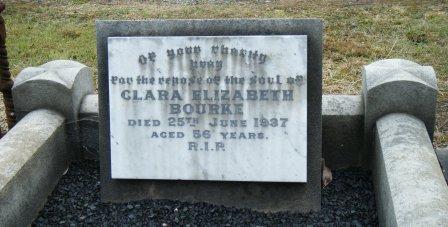 Of your charity
pray
For the repose of the Soul of
CLARA ELIZABETH
BOURKE
DIED 25TH JUNE 1937
AGED 56 YEARS.
R.I.P.